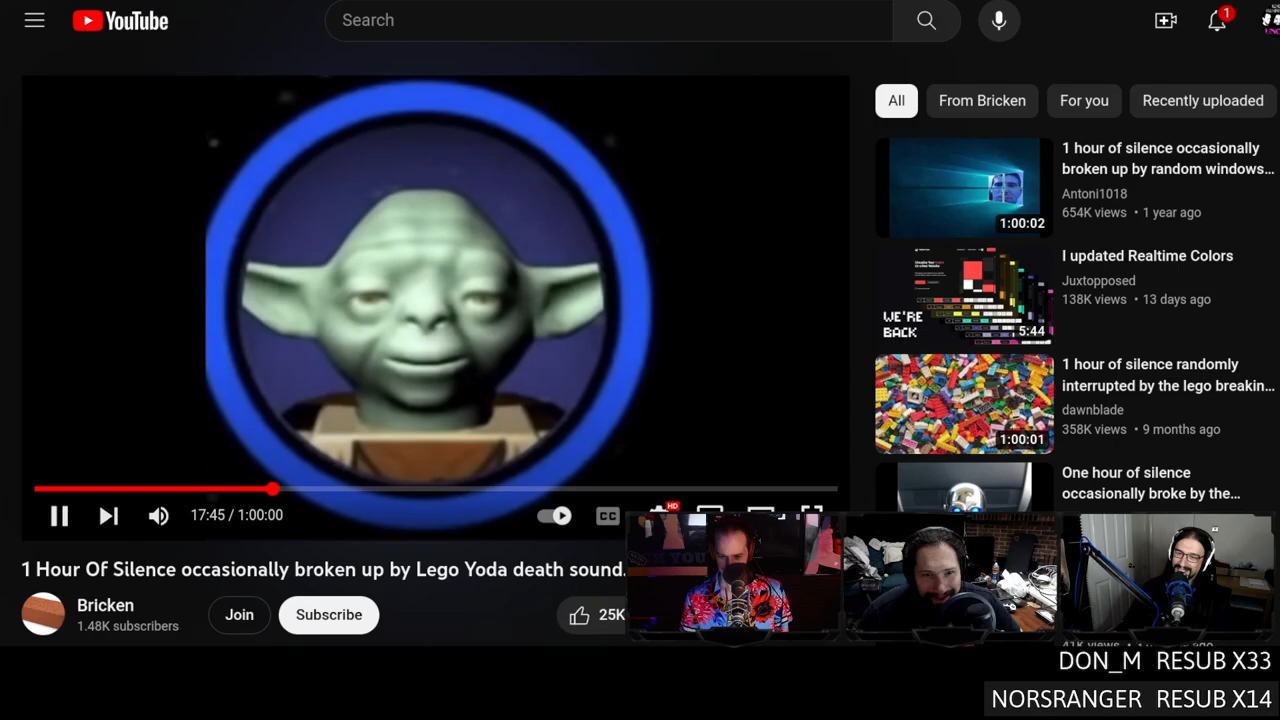 YouTube
Search
1
All
From Bricken
For you
Recently uploaded
1 hour of silence occasionally
broken up by random windows...
Antoni1018
654K views • 1 year ago
1:00:02
I updated Realtime Colors
Juxtopposed
138K views • 13 days ago
WE'RE
BACK
5:44
1 hour of silence randomly
interrupted by the lego breakin...
dawnblade
358K views • 9 months ago
1:00:01
One hour of silence
occasionally broke by the...
17:45 / 1:00:00
CC
HD
1 Hour Of Silence occasionally broken up by Lego Yoda death sound.
Bricken
1.48K subscribers
Join
Subscribe
25K
DON_M RESUB X33
NORSRANGER RESUB X14